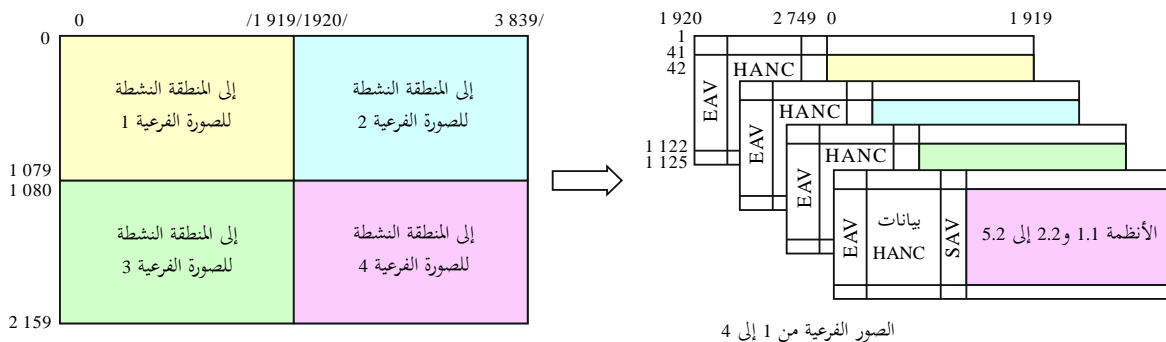 0 /1 919/1920/ 3 839/
0
إلى المنطقة النشطة
للصورة الفرعية 1
إلى المنطقة النشطة
للصورة الفرعية 2
1 079
1 080
إلى المنطقة النشطة
للصورة الفرعية 3
إلى المنطقة النشطة
للصورة الفرعية 4
2 159
1 920 2 749 0 1 919
1
41
42
1 122
1 125
EAV
HANC
EAV
HANC
EAV
HANC
EAV
بيانات
HANC
SAV
الأنظمة 1.1 و2.2 إلى 5.2
الصور الفرعية من 1 إلى 4